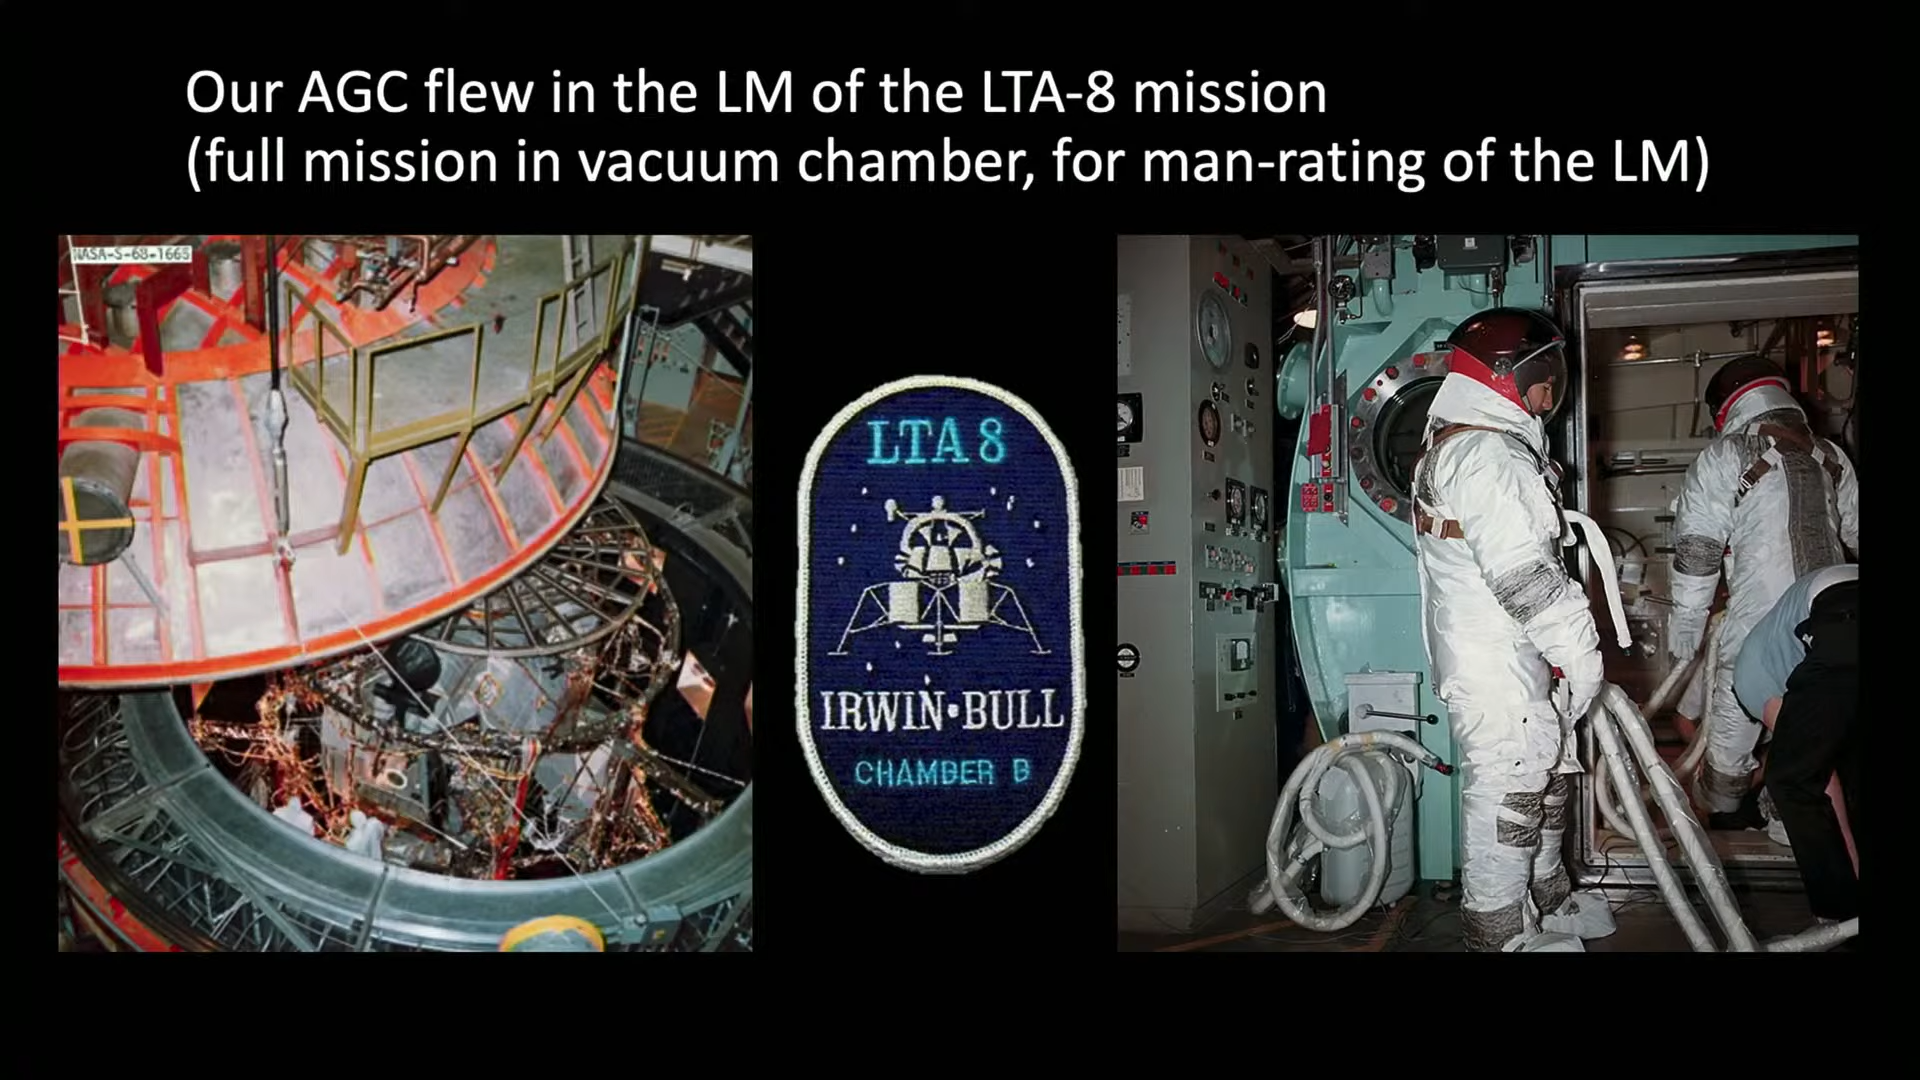 Our AGC flew in the LM of the LTA-8 mission
(full mission in vacuum chamber, for man-rating of the LM)
NASA-S-68-1665
LTA 8
IRWIN•BULL
CHAMBER B